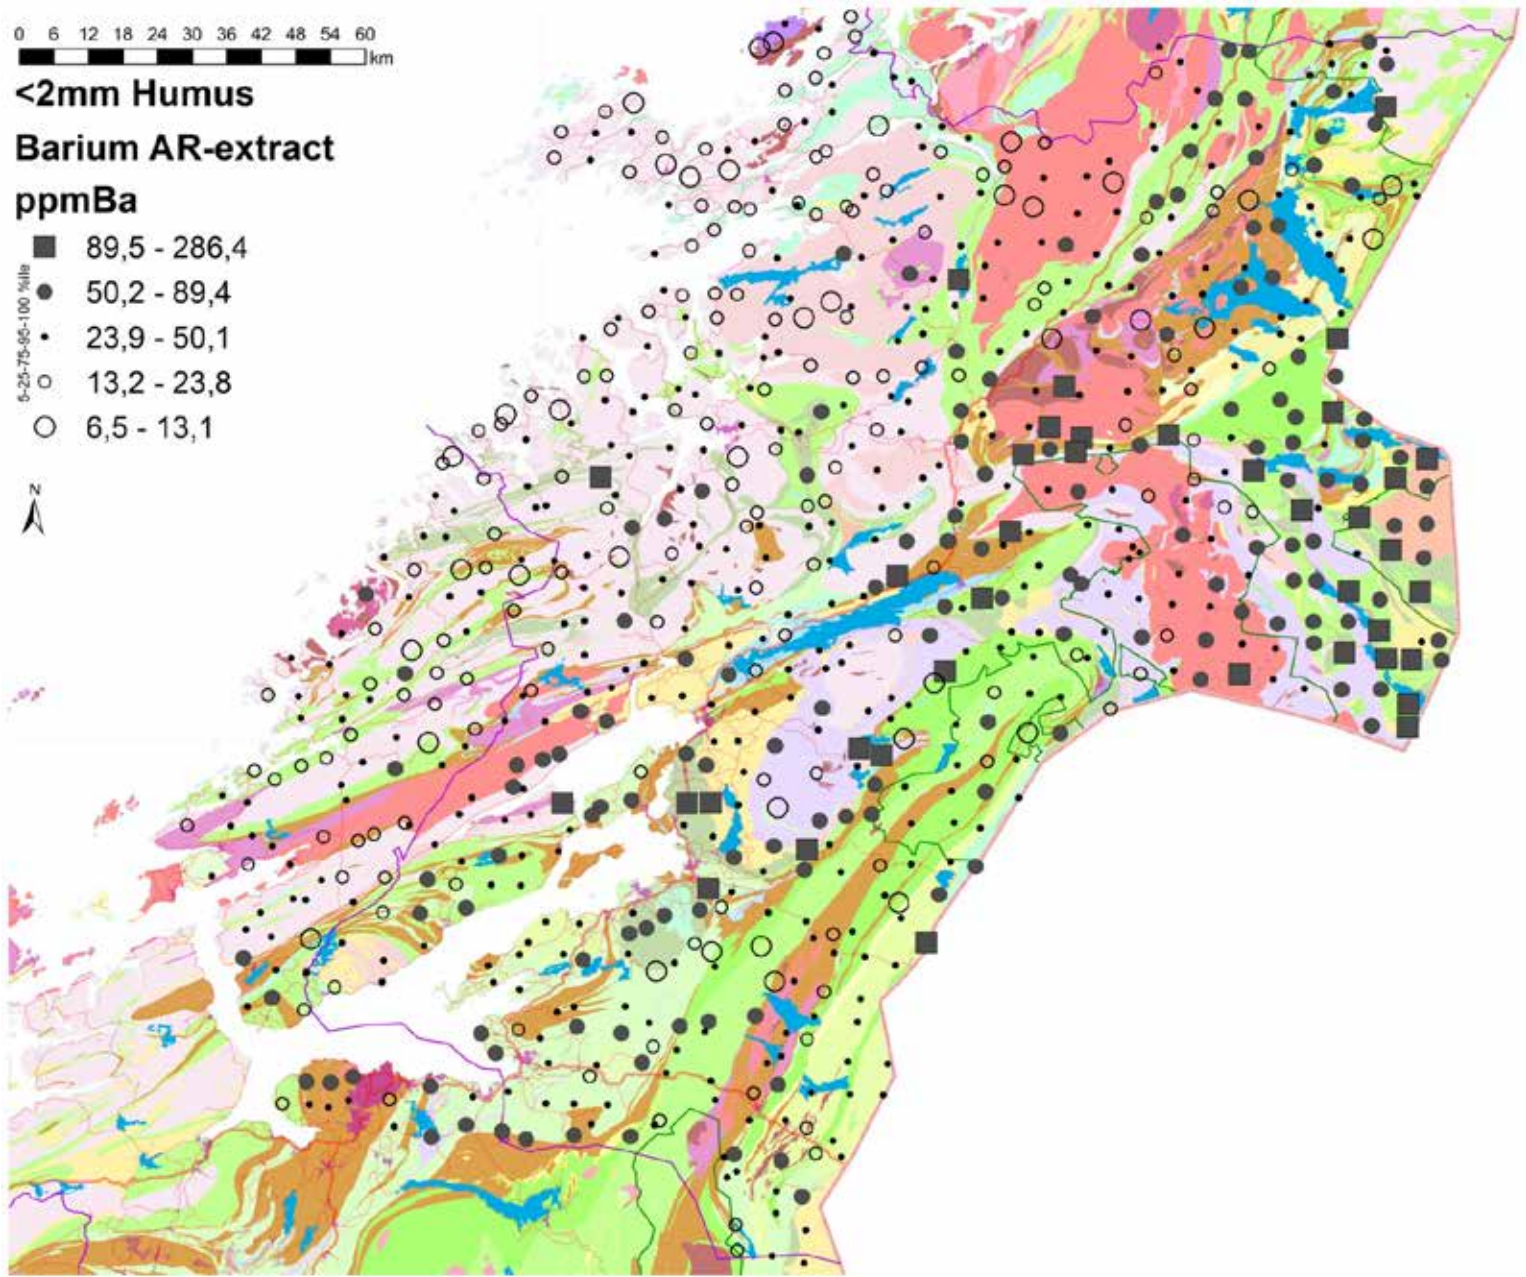 0 6 12 18 24 30 36 42 48 54 60
km
<2mm Humus
Barium AR-extract
ppmBa
89,5 - 286,4
50,2 - 89,4
23,9 - 50,1
13,2 - 23,8
6,5 - 13,1
5-25-75-95-100 %ile
N